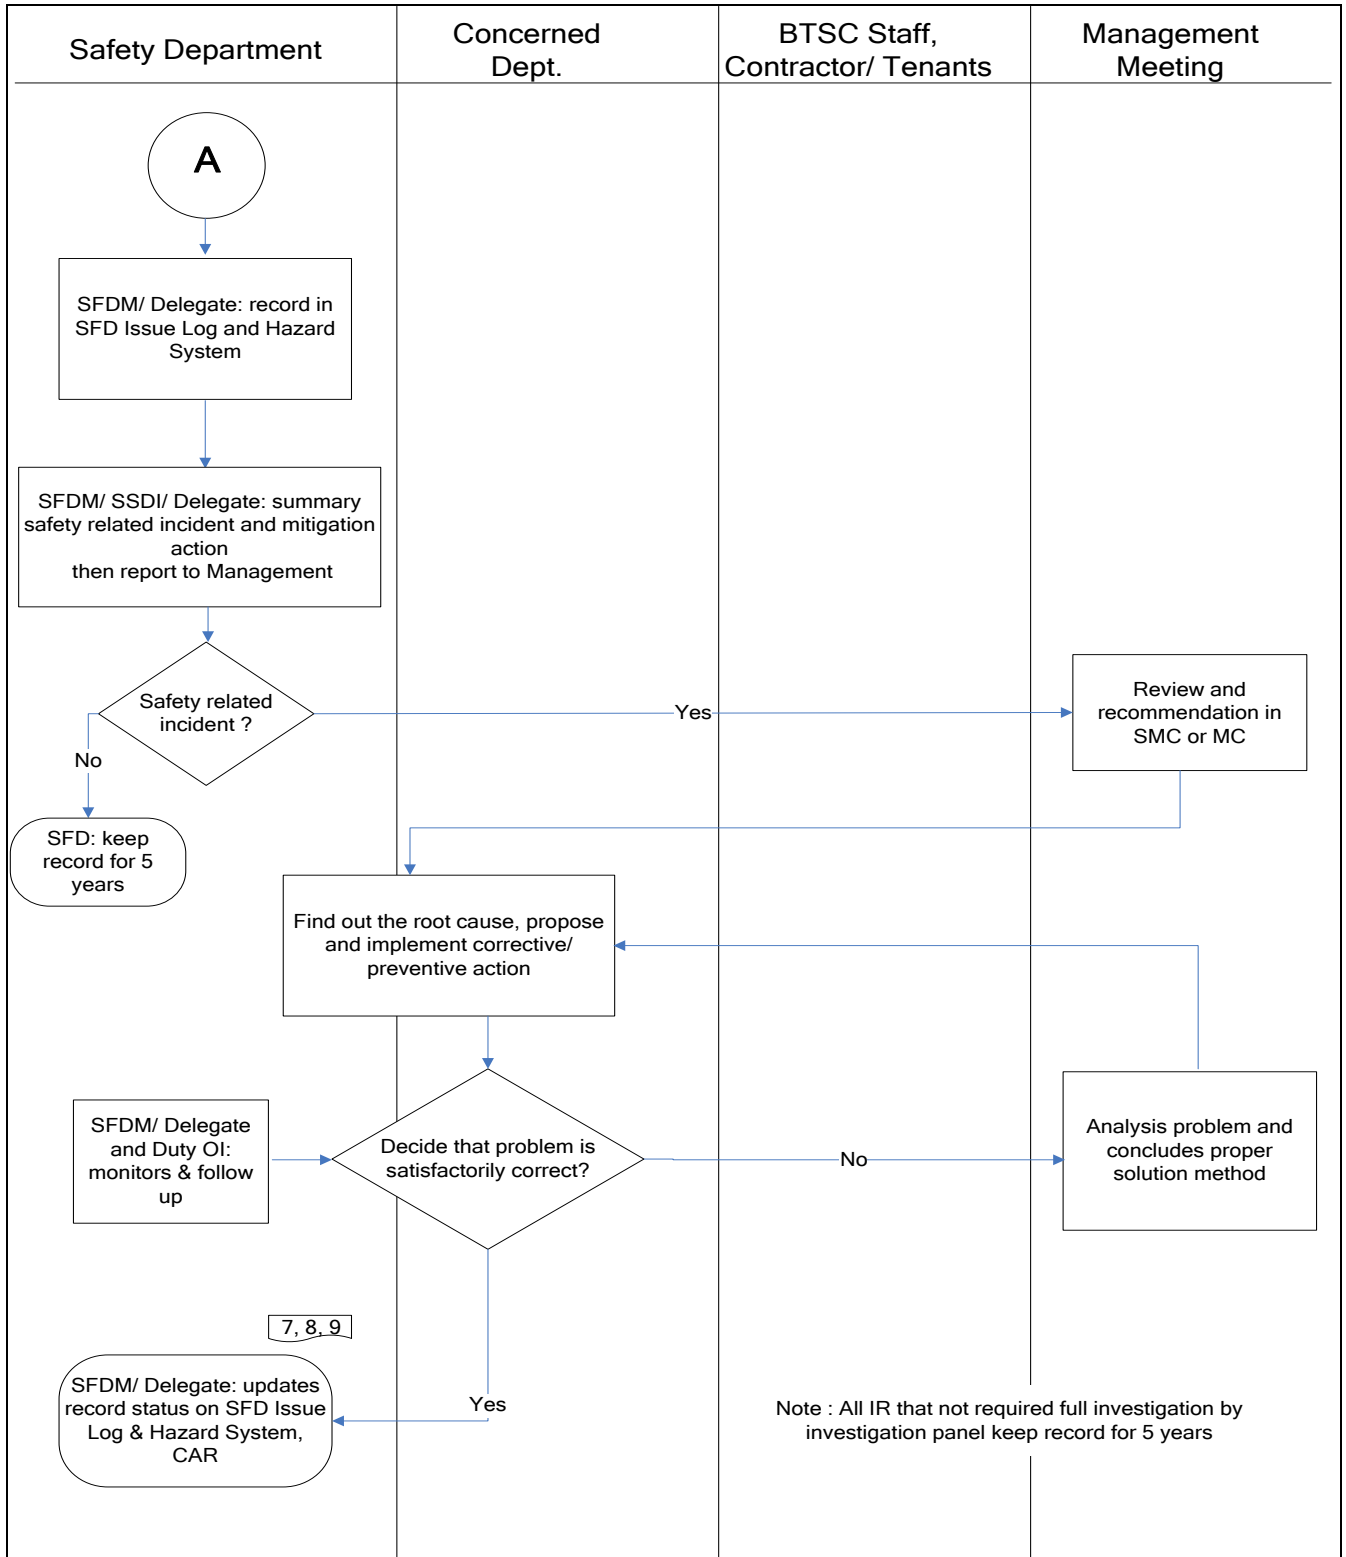 Safety Department
Concerned
Dept.
BTSC Staff,
Contractor/ Tenants
Management
Meeting
A
SFDM/ Delegate: record in
SFD Issue Log and Hazard
System
SFDM/ SSDI/ Delegate: summary
safety related incident and mitigation
action
then report to Management
Safety related
incident ?
Yes
No
Review and
recommendation in
SMC or MC
SFD: keep
record for 5
years
Find out the root cause, propose
and implement corrective/
preventive action
SFDM/ Delegate
and Duty OI:
monitors & follow
up
Decide that problem is
satisfactorily correct?
No
Analysis problem and
concludes proper
solution method
7, 8, 9
SFDM/ Delegate: updates
record status on SFD Issue
Log & Hazard System,
CAR
Yes
Note : All IR that not required full investigation by
investigation panel keep record for 5 years